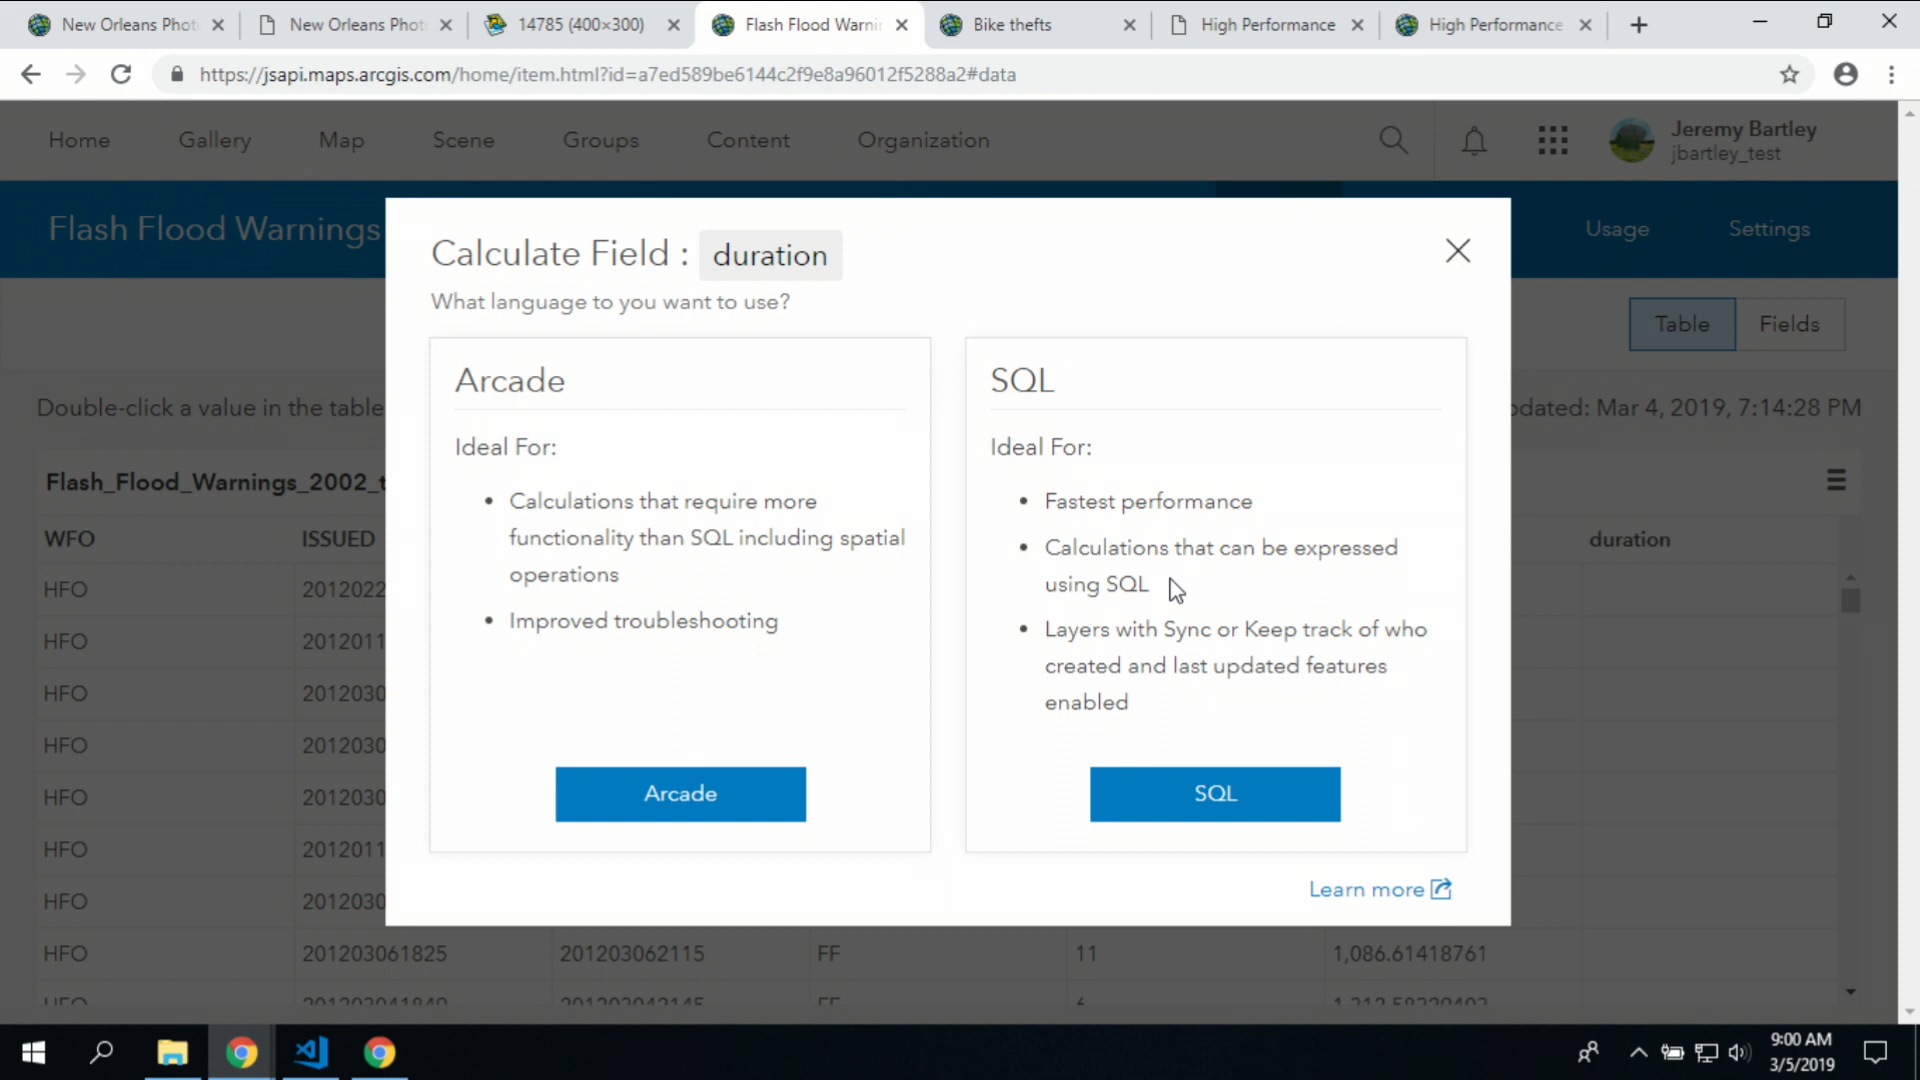 New Orleans Phot
New Orleans Phot
14785 (400×300)
Flash Flood Warni
Bike thefts
High Performance
High Performance
https://jsapi.maps.arcgis.com/home/item.html?id=a7ed589be6144c2f9e8a96012f5288a2#data
Home Gallery Map Scene Groups Content Organization
Jeremy Bartley
jbartley_test
Flash Flood Warnings
Usage Settings
Calculate Field : duration
What language to you want to use?
Table Fields
Double-click a value in the table
pdated: Mar 4, 2019, 7:14:28 PM
Arcade
Ideal For:
• Calculations that require more
functionality than SQL including spatial
operations
• Improved troubleshooting
Arcade
SQL
Ideal For:
• Fastest performance
• Calculations that can be expressed
using SQL
• Layers with Sync or Keep track of who
created and last updated features
enabled
SQL
Learn more
Flash_Flood_Warnings_2002_t
WFO ISSUED duration
HFO 2012022
HFO 2012011
HFO 2012030
HFO 2012030
HFO 2012030
HFO 2012011
HFO 2012030
HFO 201203061825 201203062115 FF 11 1,086.61418761
9:00 AM
3/5/2019